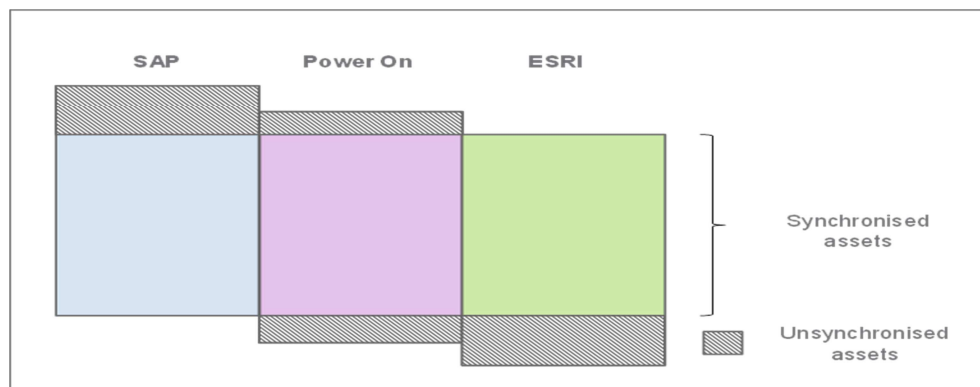 SAP Power On ESRI
Synchronised
assets
Unsynchronised
assets